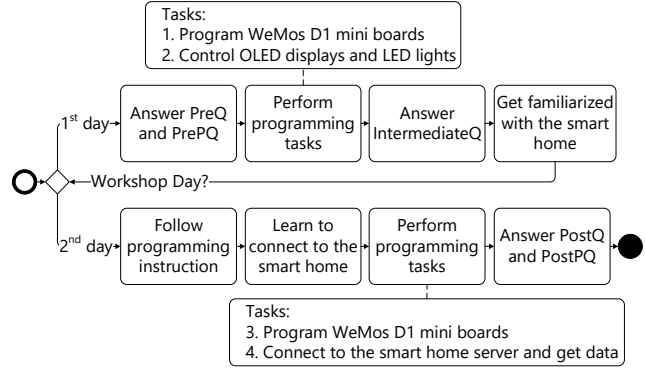 Tasks:
1. Program WeMos D1 mini boards
2. Control OLED displays and LED lights
1st day
Answer PreQ
and PrePQ
Perform
programming
tasks
Answer
IntermediateQ
Get familiarized
with the smart
home
Workshop Day?
2nd day
Follow
programming
instruction
Learn to
connect to the
smart home
Perform
programming
tasks
Answer PostQ
and PostPQ
Tasks:
3. Program WeMos D1 mini boards
4. Connect to the smart home server and get data